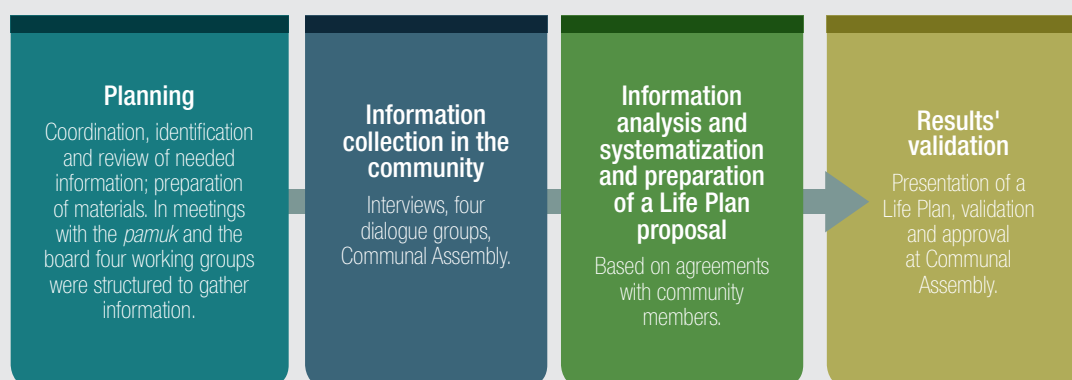 Planning
Coordination, identification
and review of needed
information; preparation
of materials. In meetings
with the pamuk and the
board four working groups
were structured to gather
information.
Information
collection in the
community
Interviews, four
dialogue groups,
Communal Assembly.
Information
analysis and
systematization
and preparation
of a Life Plan
proposal
Based on agreements
with community
members.
Results'
validation
Presentation of a
Life Plan, validation
and approval
at Communal
Assembly.